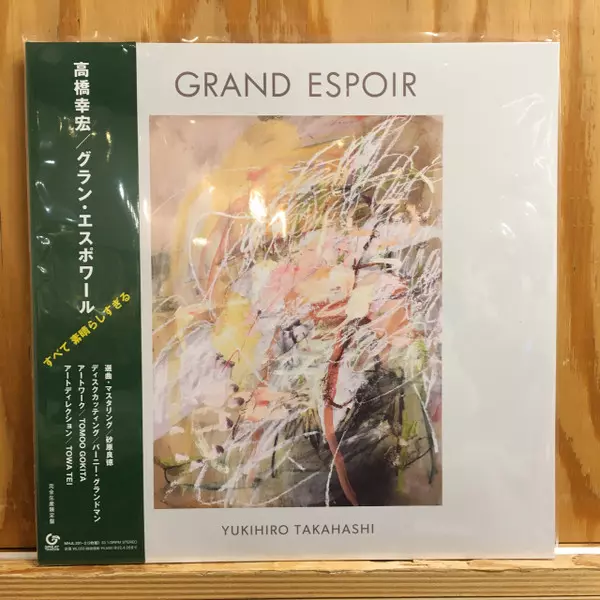 GRAND ESPOIR
高橋幸宏／グラン・エスポワール
すべて 素晴らしすぎる
選曲・マスタリング／砂原良徳
ディスクカッティング／バーニー・グランドマン
アートワーク／TOMOO GOKITA
アートディレクション／TOWA TEI
完全生産限定盤
YUKIHIRO TAKAHASHI